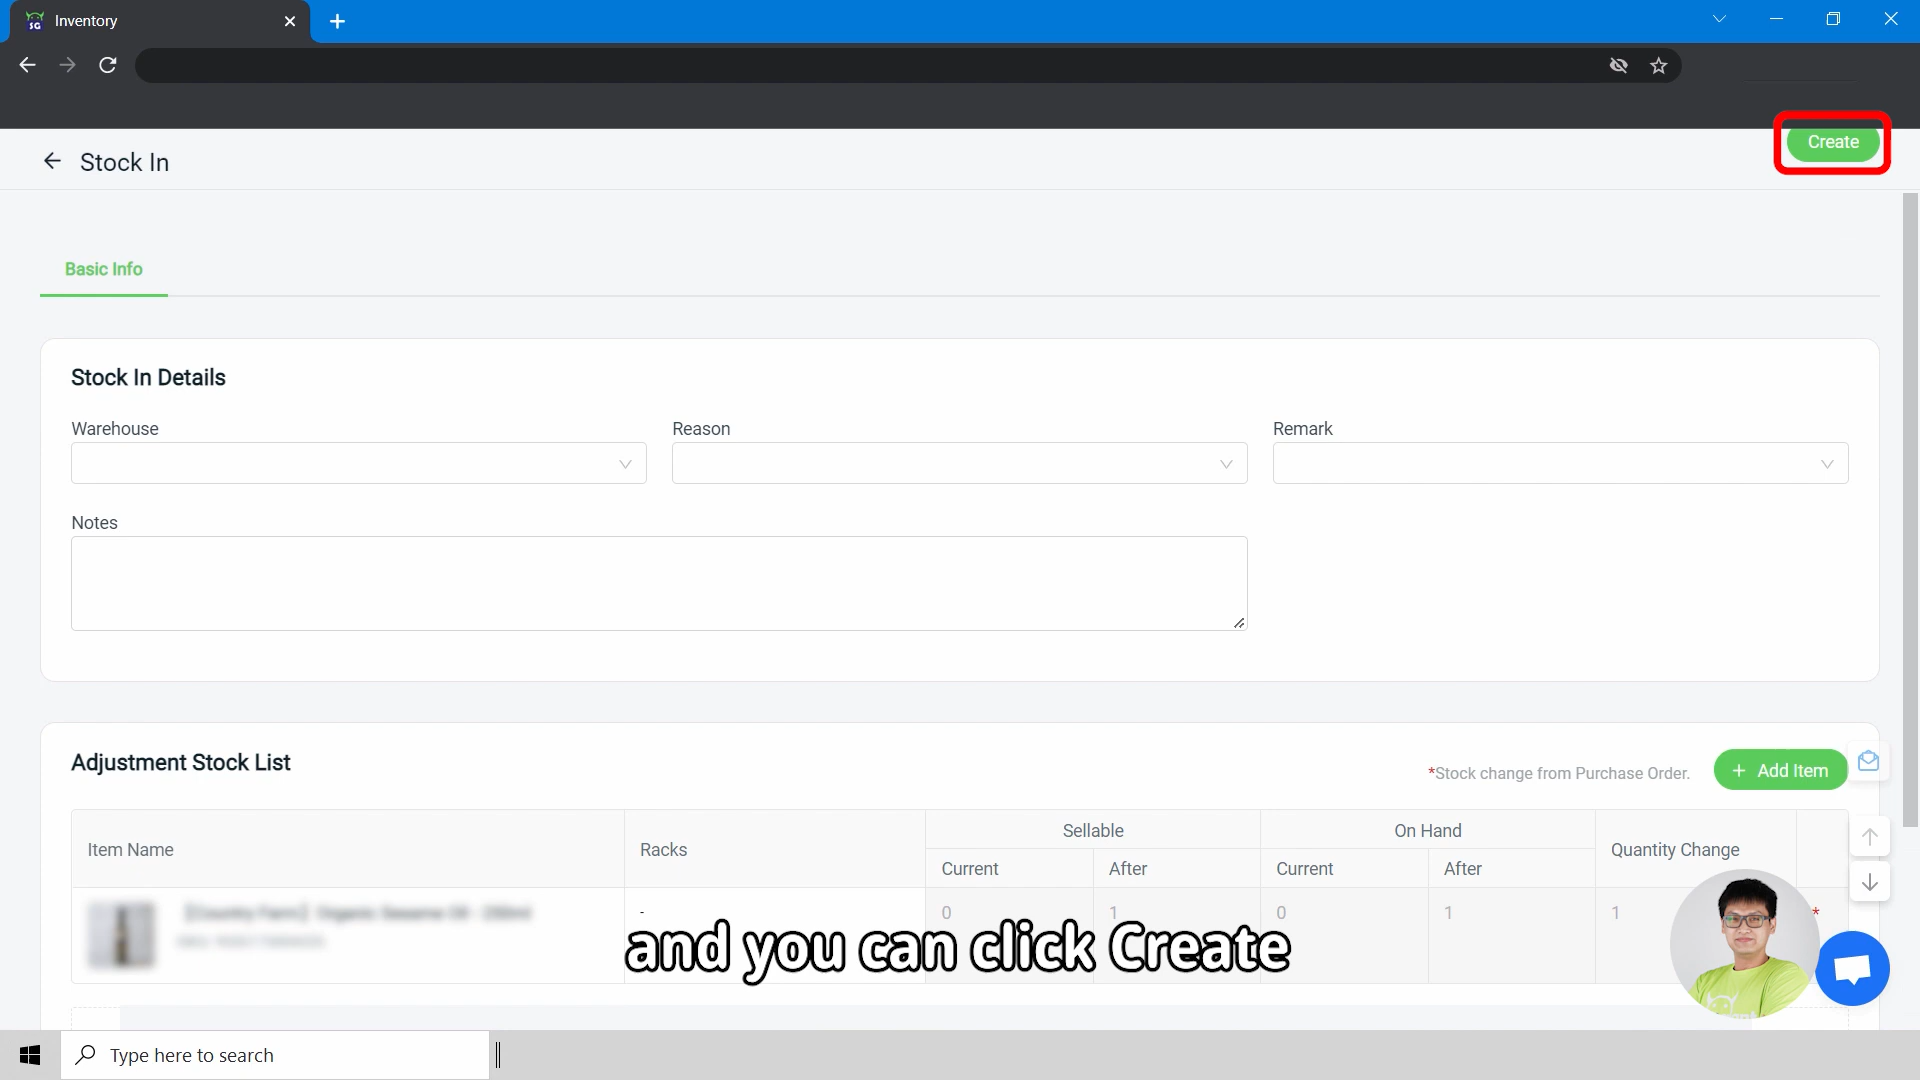 SG Inventory
Stock In
Create
Basic Info
Stock In Details
Warehouse
Reason
Remark
Notes
Adjustment Stock List
*Stock change from Purchase Order.
+ Add Item
Item Name
Racks
Sellable
On Hand
Quantity Change
Current
After
Current
After
-
0
1
0
1
1
*
and you can click Create
Type here to search